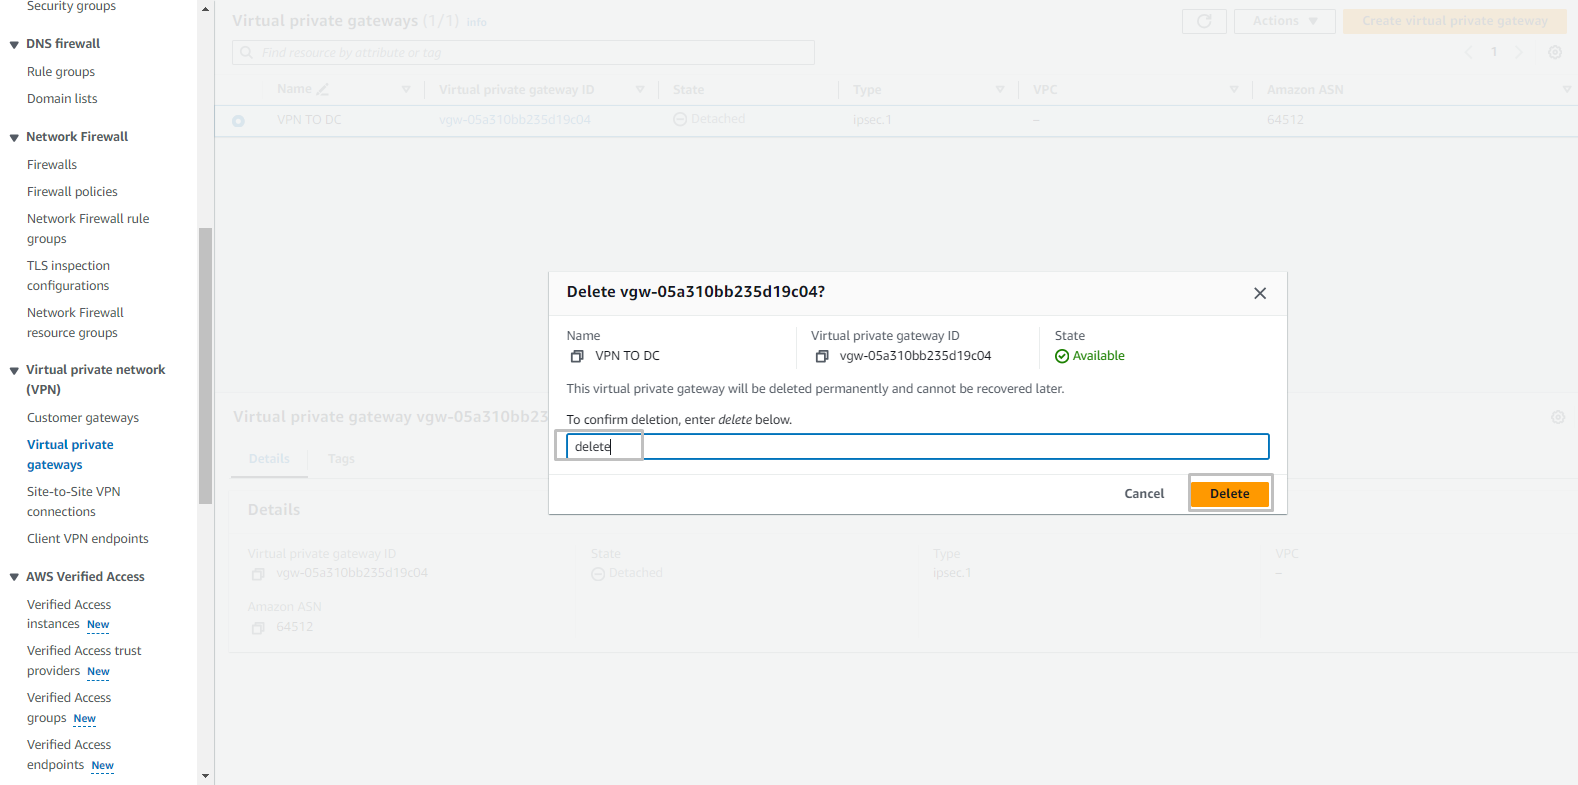 Security groups
DNS firewall
Rule groups
Domain lists
Network Firewall
Firewalls
Firewall policies
Network Firewall rule
groups
TLS inspection
configurations
Network Firewall
resource groups
Virtual private network
(VPN)
Customer gateways
Virtual private
gateways
Site-to-Site VPN
connections
Client VPN endpoints
AWS Verified Access
Verified Access
instances New
Verified Access trust
providers New
Verified Access
groups New
Verified Access
endpoints New
Virtual private gateways (1/1) Info
Actions
Create virtual private gateway
Find resource by attribute or tag
1
Name Virtual private gateway ID State Type VPC Amazon ASN
VPN TO DC vgw-05a310bb235d19c04 Detached ipsec.1 – 64512
Delete vgw-05a310bb235d19c04?
Name Virtual private gateway ID State
VPN TO DC vgw-05a310bb235d19c04 Available
This virtual private gateway will be deleted permanently and cannot be recovered later.
To confirm deletion, enter delete below.
delete
Cancel Delete
Virtual private gateway vgw-05a310bb23
Details Tags
Details
Virtual private gateway ID State Type VPC
vgw-05a310bb235d19c04 Detached ipsec.1 –
Amazon ASN
64512